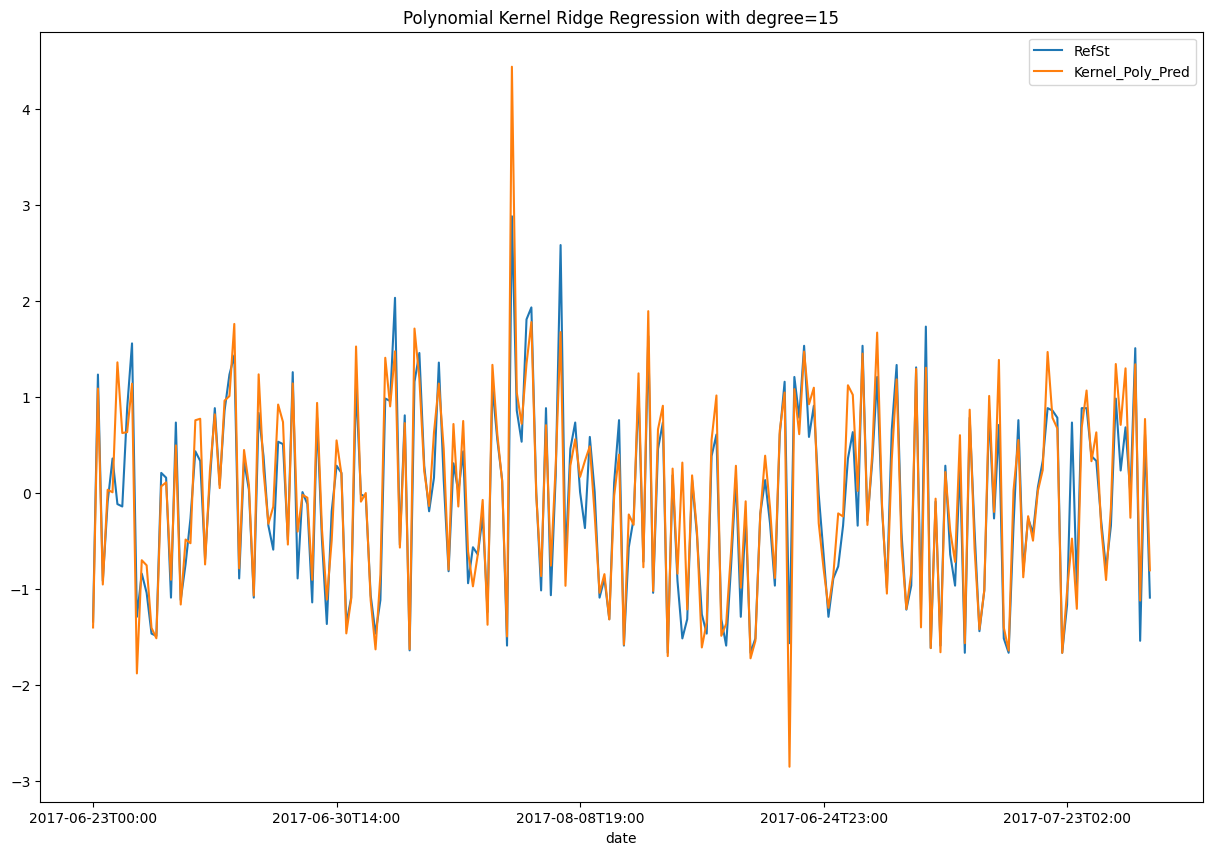 Polynomial Kernel Ridge Regression with degree=15
RefSt
Kernel_Poly_Pred
4
3
2
1
0
−1
−2
−3
2017-06-23T00:00 2017-06-30T14:00 2017-08-08T19:00 2017-06-24T23:00 2017-07-23T02:00
date